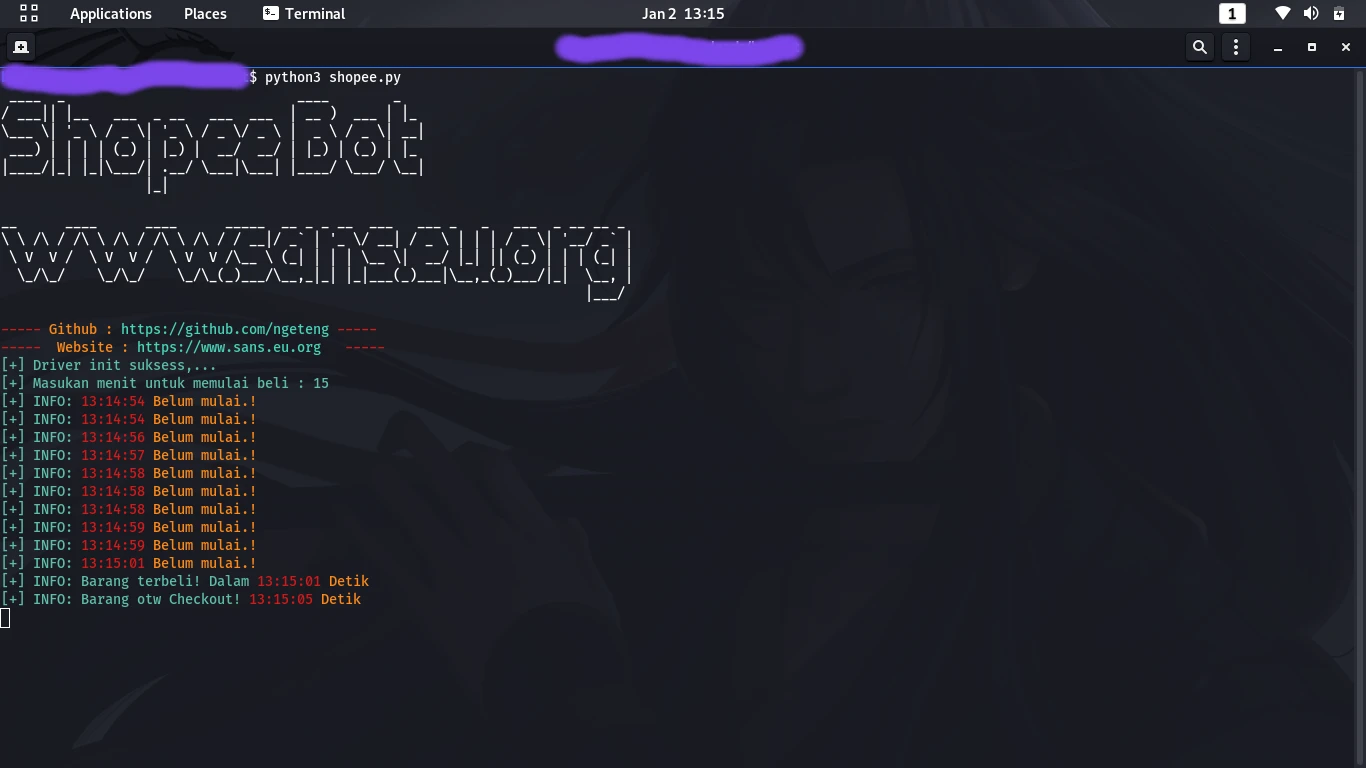 Applications Places Terminal Jan 2 13:15 1
$ python3 shopee.py
Shopee Bot
www.sans.eu.org
----- Github : https://github.com/ngeteng -----
----- Website : https://www.sans.eu.org -----
[+] Driver init suksess,...
[+] Masukan menit untuk memulai beli : 15
[+] INFO: 13:14:54 Belum mulai.!
[+] INFO: 13:14:54 Belum mulai.!
[+] INFO: 13:14:56 Belum mulai.!
[+] INFO: 13:14:57 Belum mulai.!
[+] INFO: 13:14:58 Belum mulai.!
[+] INFO: 13:14:58 Belum mulai.!
[+] INFO: 13:14:58 Belum mulai.!
[+] INFO: 13:14:59 Belum mulai.!
[+] INFO: 13:14:59 Belum mulai.!
[+] INFO: 13:15:01 Belum mulai.!
[+] INFO: Barang terbeli! Dalam 13:15:01 Detik
[+] INFO: Barang otw Checkout! 13:15:05 Detik